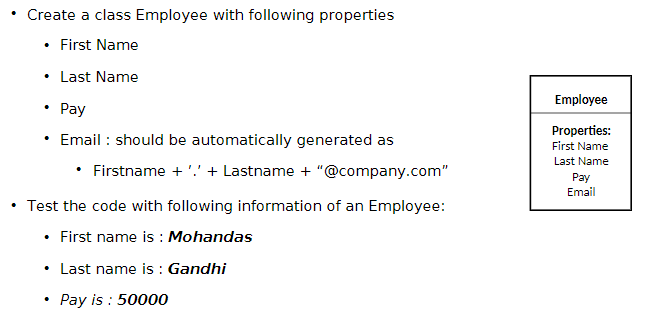 • Create a class Employee with following properties
• First Name
• Last Name
• Pay
• Email : should be automatically generated as
• Firstname + '.' + Lastname + “@company.com”
• Test the code with following information of an Employee:
• First name is : Mohandas
• Last name is : Gandhi
• Pay is : 50000
Employee
Properties:
First Name
Last Name
Pay
Email